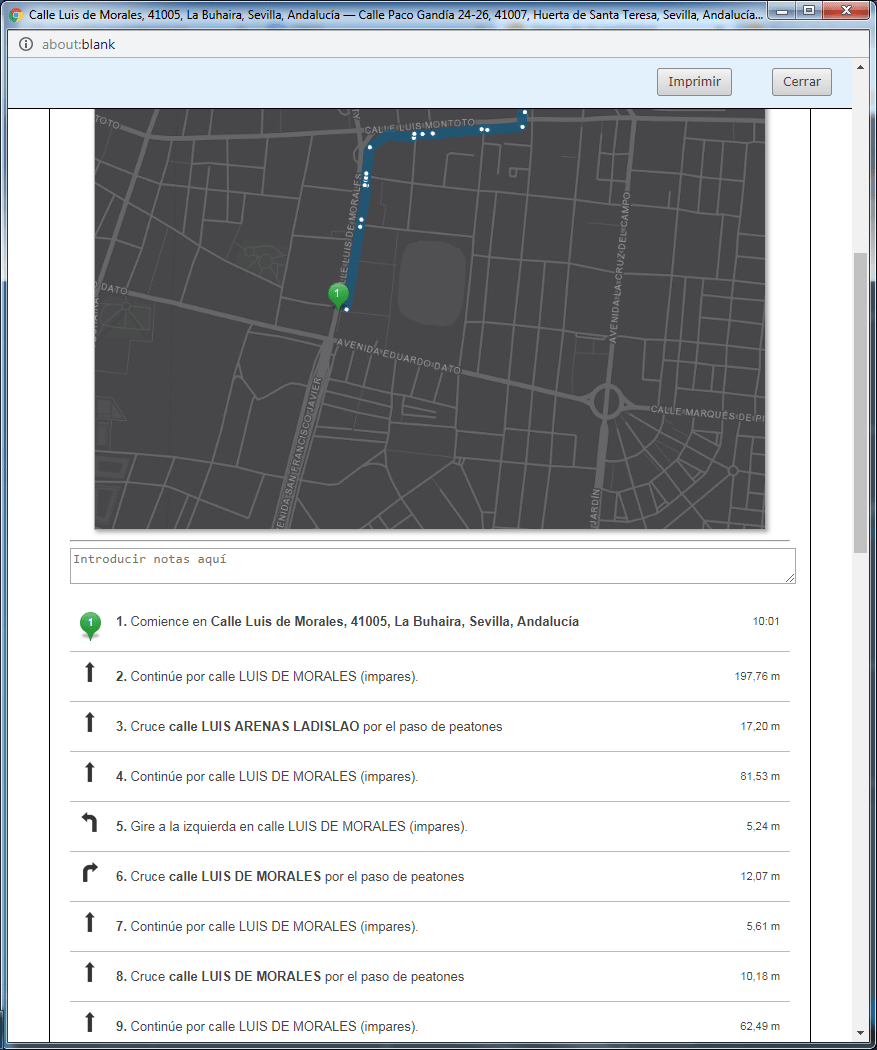 Calle Luis de Morales, 41005, La Buhaira, Sevilla, Andalucía — Calle Paco Gandía 24-26, 41007, Huerta de Santa Teresa, Sevilla, Andalucía...
about:blank
Imprimir
Cerrar
TOTO
CALLE LUIS MONTOTO
CALLE LUIS DE MORALES
AVENIDA LA CRUZ DEL CAMPO
DATO
1
AVENIDA EDUARDO DATO
CALLE MARQUÉS DE PI
ENIDA SAN FRANCISCO JAVIER
JARDÍN
Introducir notas aquí
1
1. Comience en Calle Luis de Morales, 41005, La Buhaira, Sevilla, Andalucía 10:01
2. Continúe por calle LUIS DE MORALES (impares). 197,76 m
3. Cruce calle LUIS ARENAS LADISLAO por el paso de peatones 17,20 m
4. Continúe por calle LUIS DE MORALES (impares). 81,53 m
5. Gire a la izquierda en calle LUIS DE MORALES (impares). 5,24 m
6. Cruce calle LUIS DE MORALES por el paso de peatones 12,07 m
7. Continúe por calle LUIS DE MORALES (impares). 5,61 m
8. Cruce calle LUIS DE MORALES por el paso de peatones 10,18 m
9. Continúe por calle LUIS DE MORALES (impares). 62,49 m